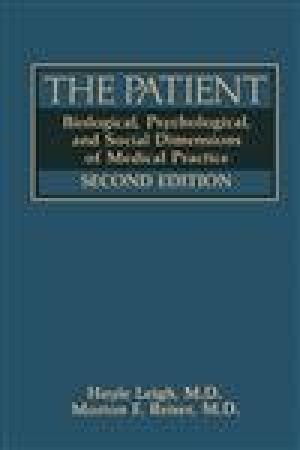 THE PATIENT
Biological, Psychological,
and Social Dimensions
of Medical Practice
SECOND EDITION
Hoyle Leigh, M.D.
Morton F. Reiser, M.D.